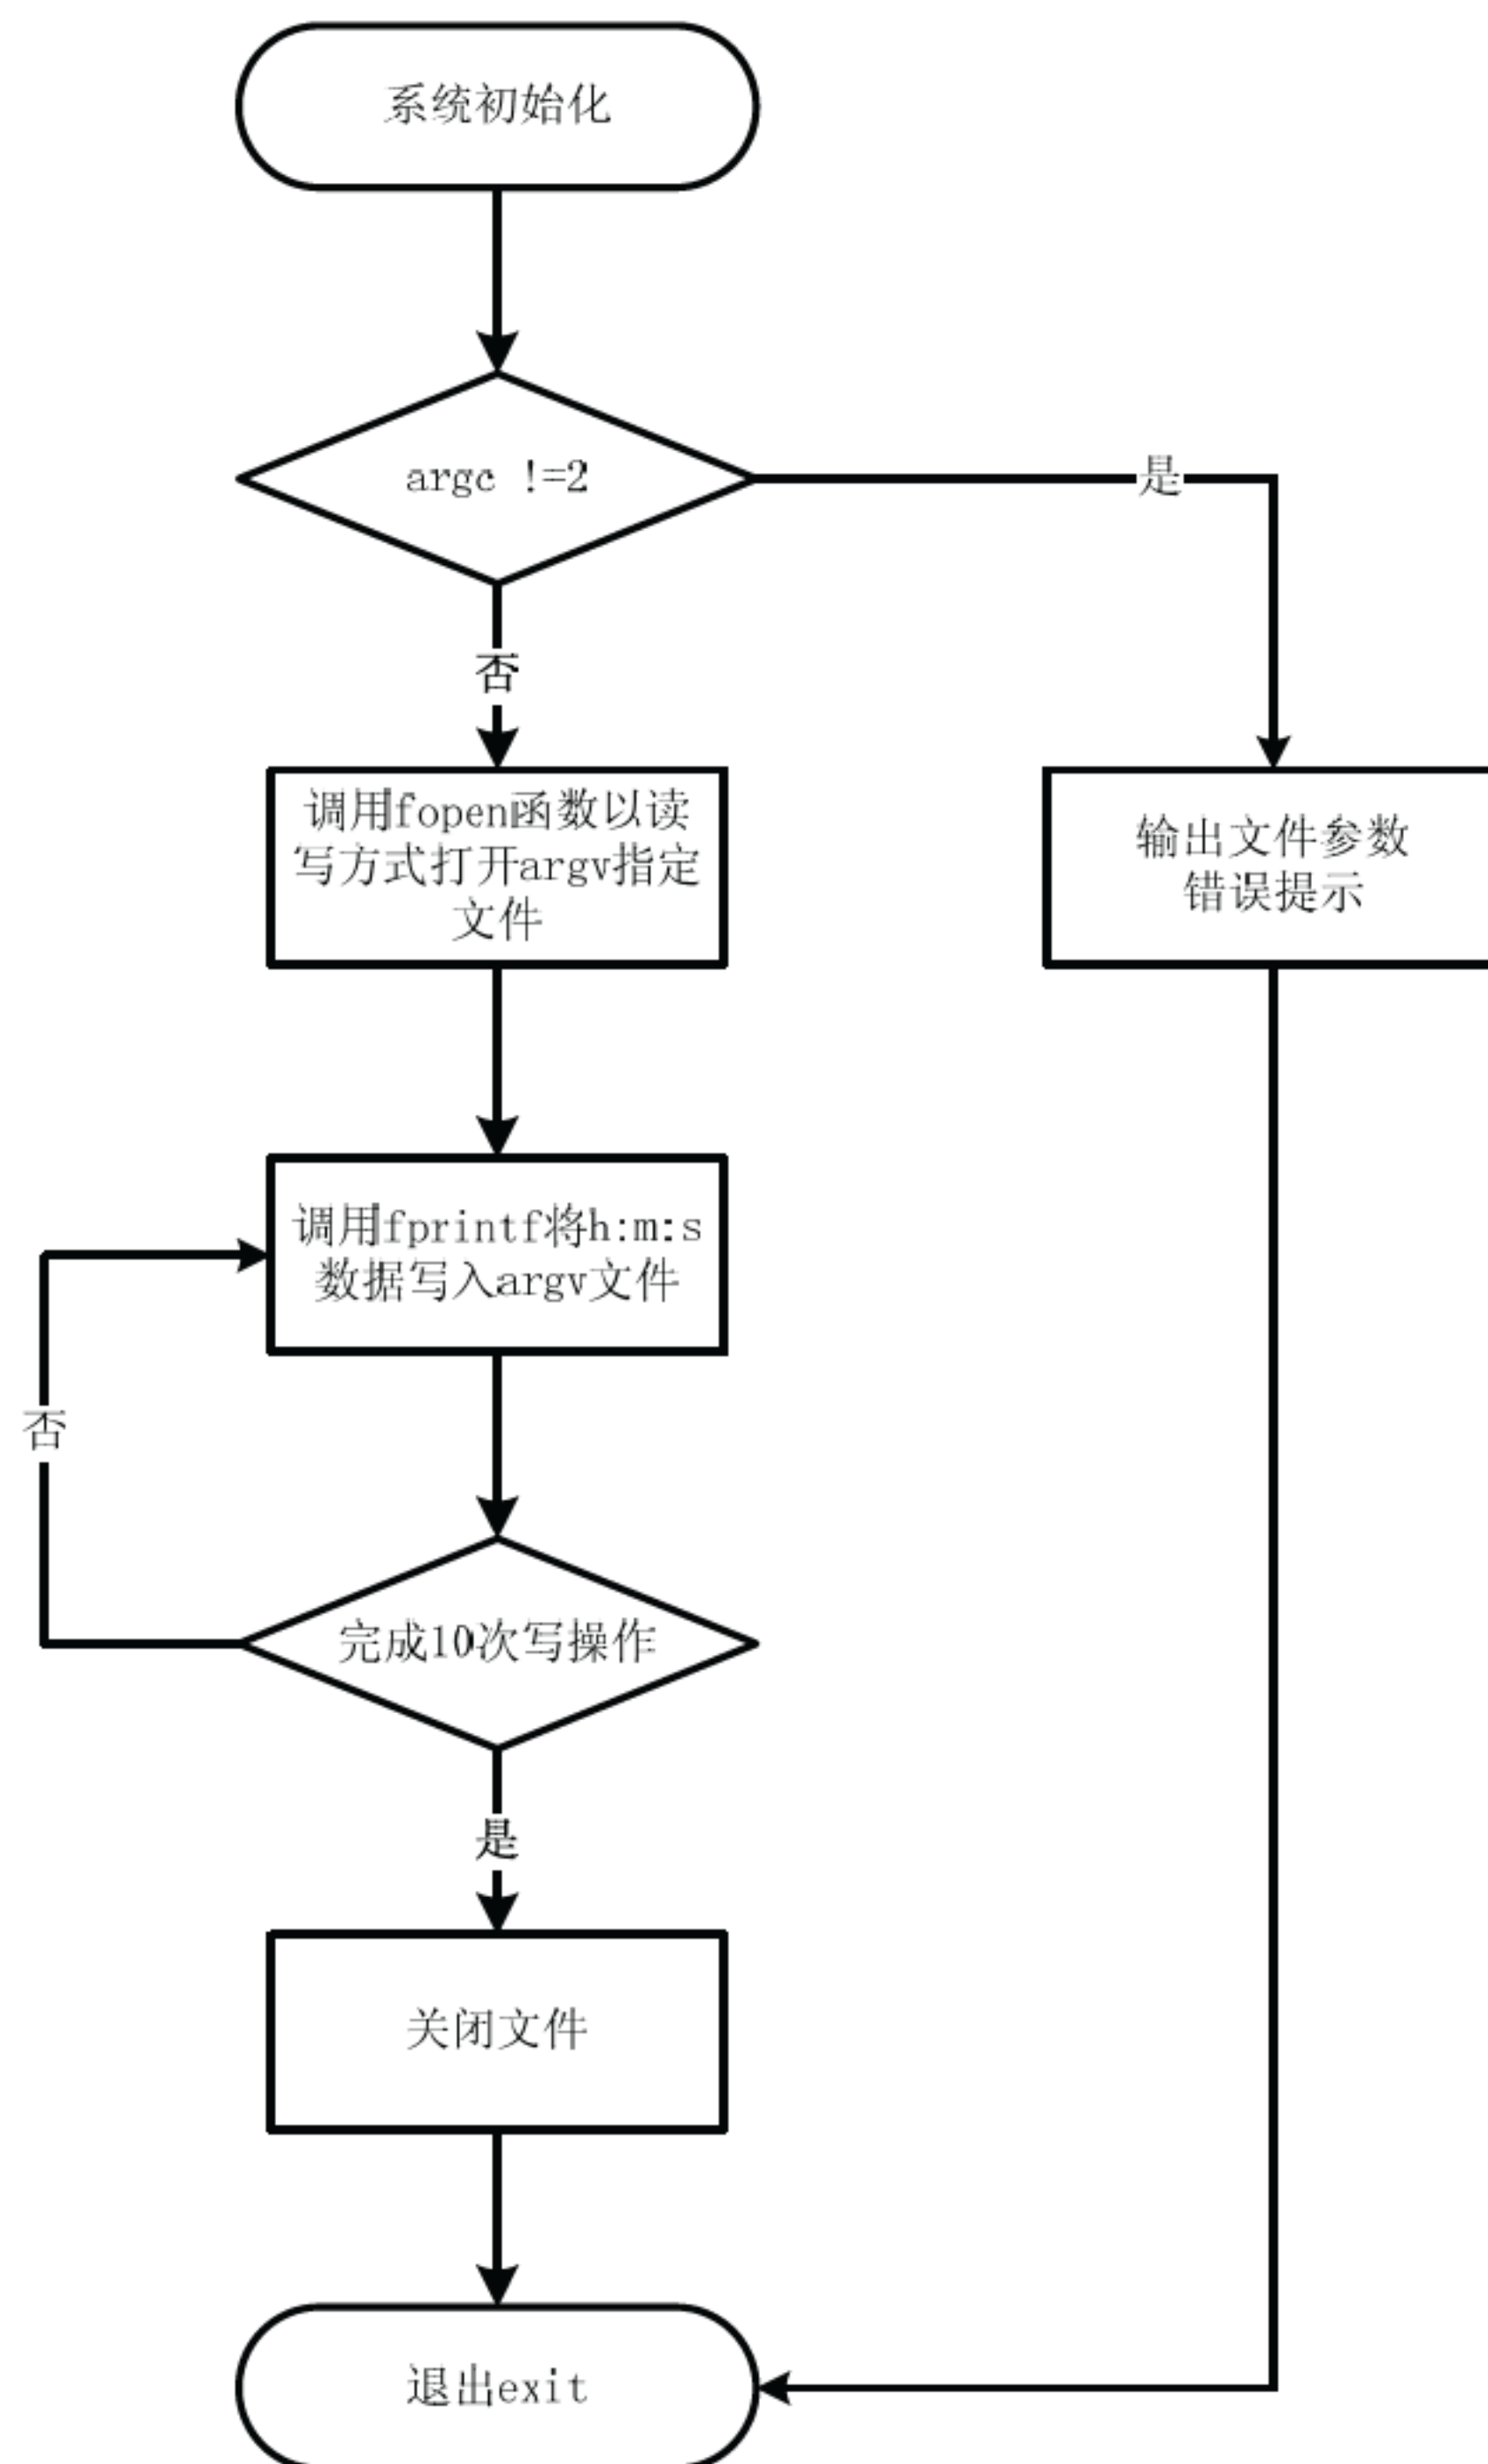 系统初始化
argc !=2
是
否
调用fopen函数以读
写方式打开argv指定
文件
输出文件参数
错误提示
调用fprintf将h:m:s
数据写入argv文件
否
完成10次写操作
是
关闭文件
退出exit